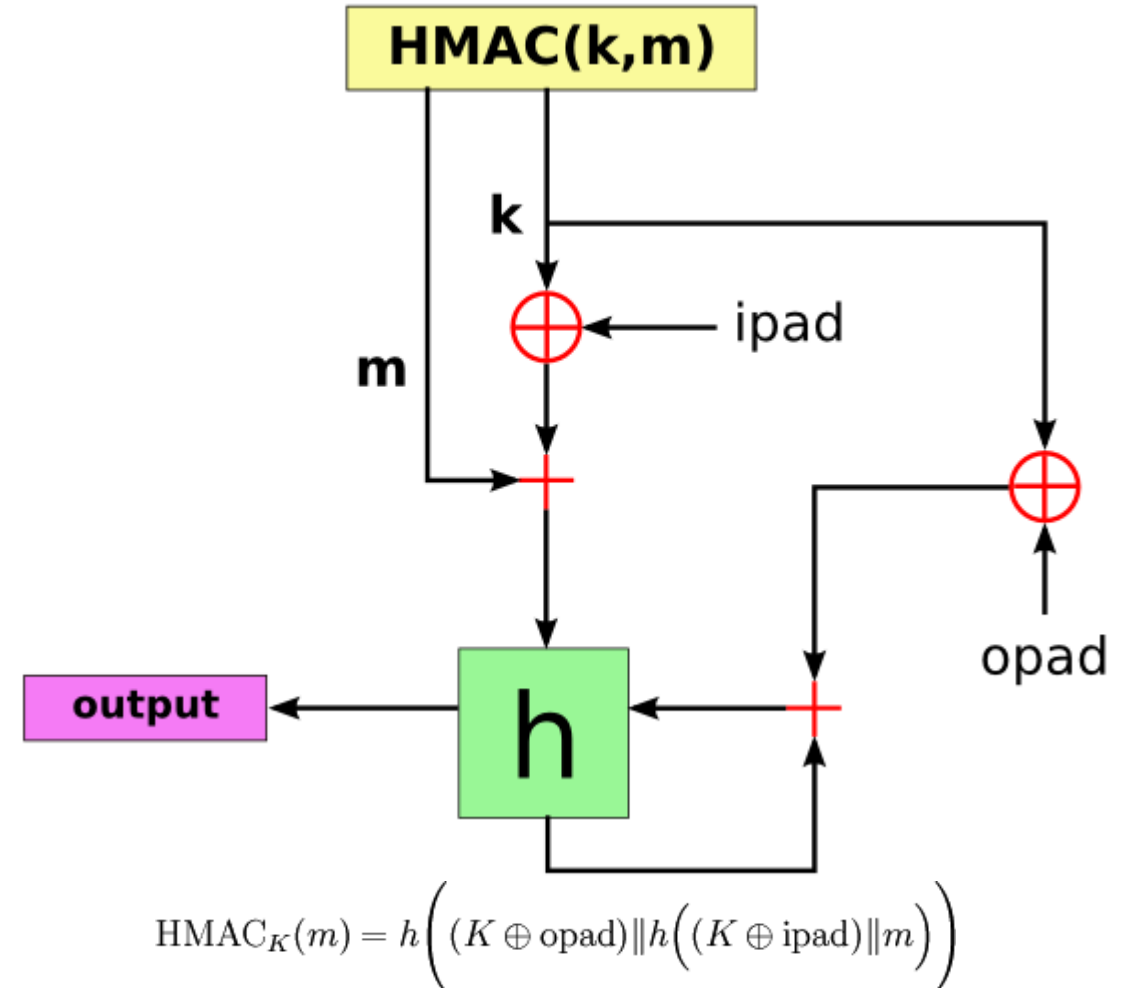 HMAC(k,m)
k
ipad
m
opad
h
output
HMAC_K(m) = h((K ⊕ opad)∥h((K ⊕ ipad)∥m))